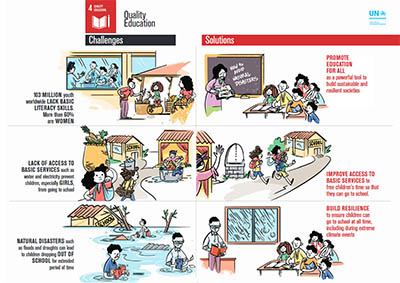 4 QUALITY EDUCATION
Quality
Education
UN
Challenges
Solutions
103 MILLION youth
worldwide LACK BASIC
LITERACY SKILLS.
More than 60%
are WOMEN
HOW TO
AVOID
NATURAL
DISASTERS
PROMOTE
EDUCATION
FOR ALL
as a powerful tool to
build sustainable and
resilient societies
LACK OF ACCESS TO
BASIC SERVICES such as
water and electricity prevent
children, especially GIRLS,
from going to school
SCHOOL
SCHOOL
IMPROVE ACCESS TO
BASIC SERVICES to
free children's time so that
they can go to school.
SCHOOL
NATURAL DISASTERS such
as floods and droughts can lead
to children dropping OUT OF
SCHOOL for extended
period of time
BUILD RESILIENCE
to ensure children can
go to school at all time,
including during extreme
climate events